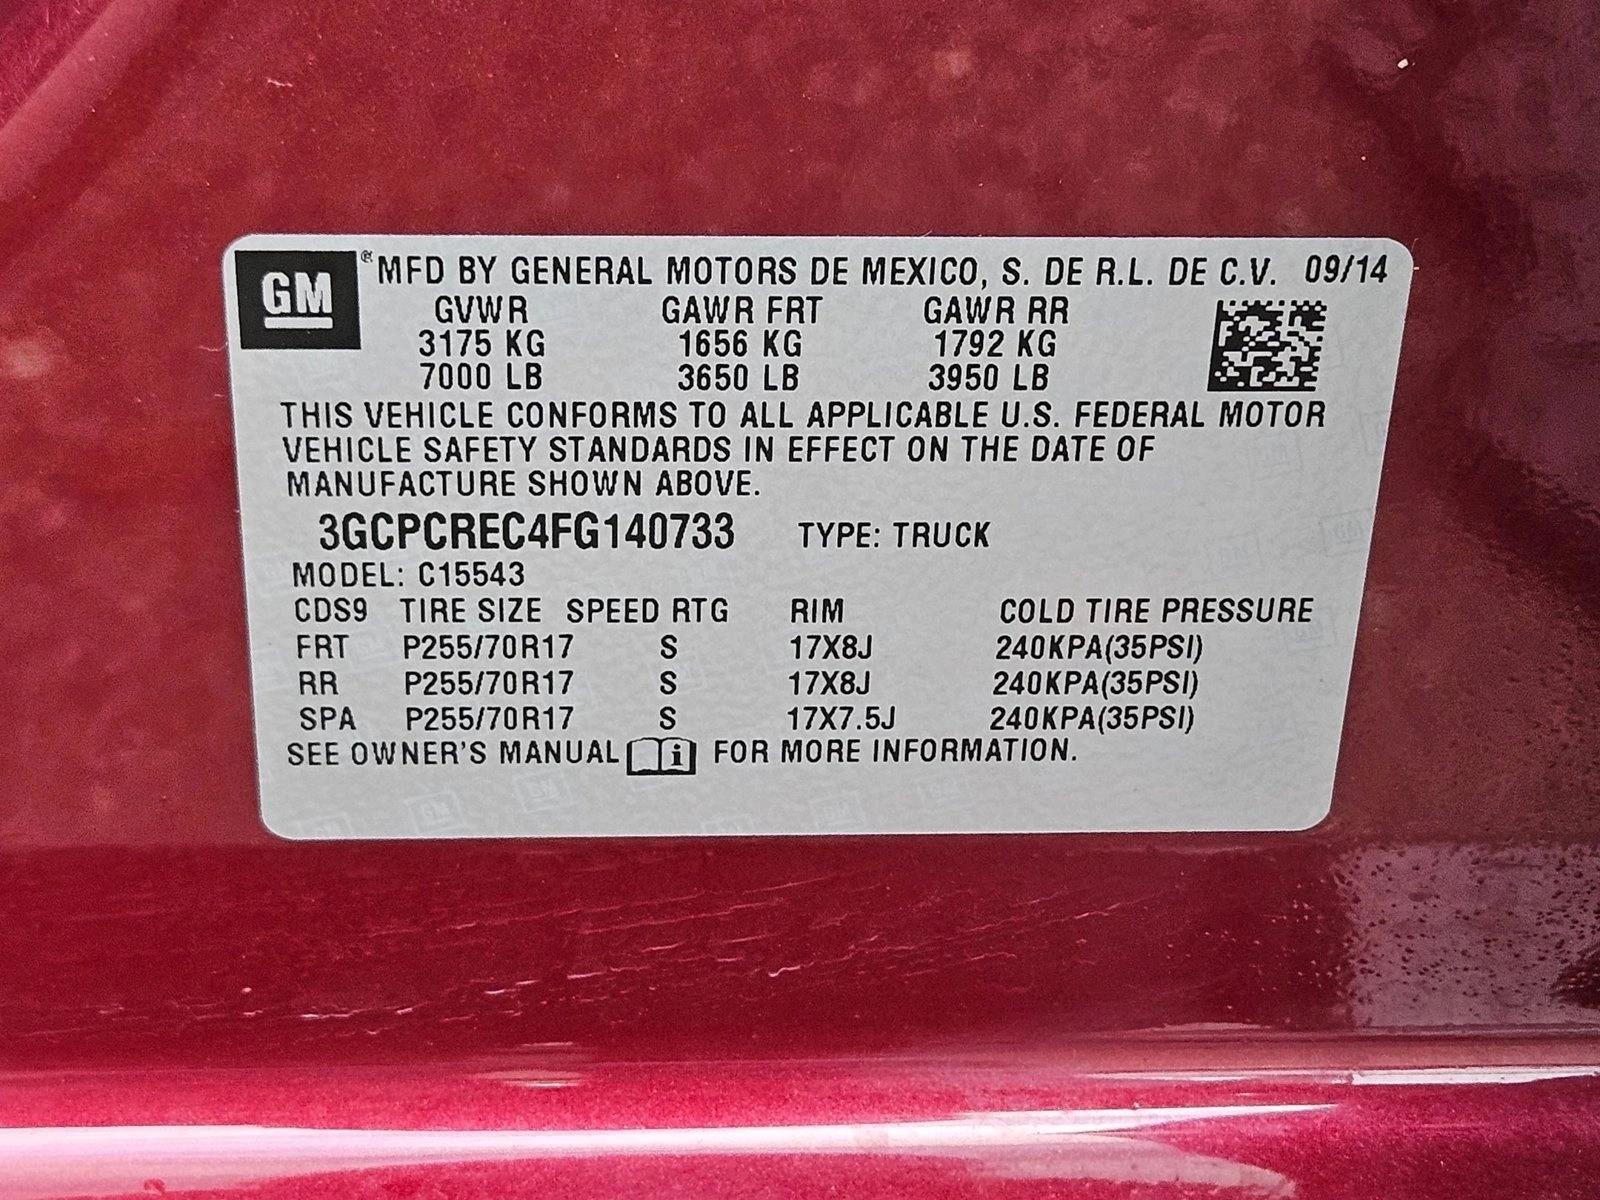 GM® MFD BY GENERAL MOTORS DE MEXICO, S. DE R.L. DE C.V. 09/14
GVWR GAWR FRT GAWR RR
3175 KG 1656 KG 1792 KG
7000 LB 3650 LB 3950 LB
THIS VEHICLE CONFORMS TO ALL APPLICABLE U.S. FEDERAL MOTOR
VEHICLE SAFETY STANDARDS IN EFFECT ON THE DATE OF
MANUFACTURE SHOWN ABOVE.
3GCPCREC4FG140733 TYPE: TRUCK
MODEL: C15543
CDS9 TIRE SIZE SPEED RTG RIM COLD TIRE PRESSURE
FRT P255/70R17 S 17X8J 240KPA(35PSI)
RR P255/70R17 S 17X8J 240KPA(35PSI)
SPA P255/70R17 S 17X7.5J 240KPA(35PSI)
SEE OWNER'S MANUAL i FOR MORE INFORMATION.